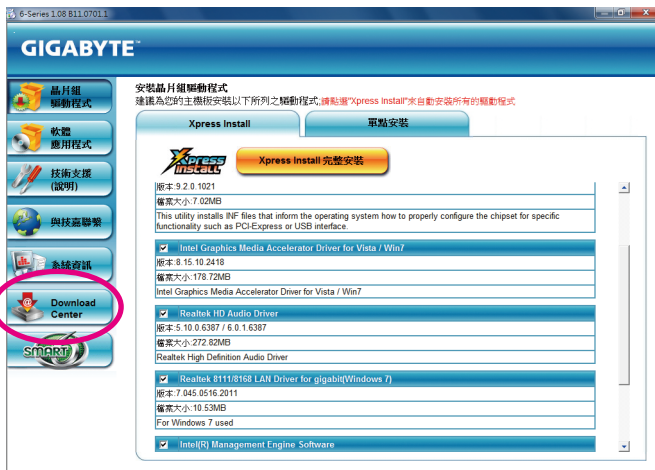 6-Series 1.08 B11.0701.1
GIGABYTE™
晶片組
驅動程式
軟體
應用程式
技術支援
(說明)
與技嘉聯繫
系統資訊
Download
Center
SMART
安裝晶片組驅動程式
建議為您的主機板安裝以下所列之驅動程式;請點選"Xpress Install"來自動安裝所有的驅動程式
Xpress Install
單點安裝
Xpress
INSTALL
Xpress Install 完整安裝
版本:9.2.0.1021
檔案大小:7.02MB
This utility installs INF files that inform the operating system how to properly configure the chipset for specific
functionality such as PCI-Express or USB interface.
Intel Graphics Media Accelerator Driver for Vista / Win7
版本:8.15.10.2418
檔案大小:178.72MB
Intel Graphics Media Accelerator Driver for Vista / Win7
Realtek HD Audio Driver
版本:5.10.0.6387 / 6.0.1.6387
檔案大小:272.82MB
Realtek High Definition Audio Driver
Realtek 8111/8168 LAN Driver for gigabit(Windows 7)
版本:7.045.0516.2011
檔案大小:10.53MB
For Windows 7 used
Intel(R) Management Engine Software